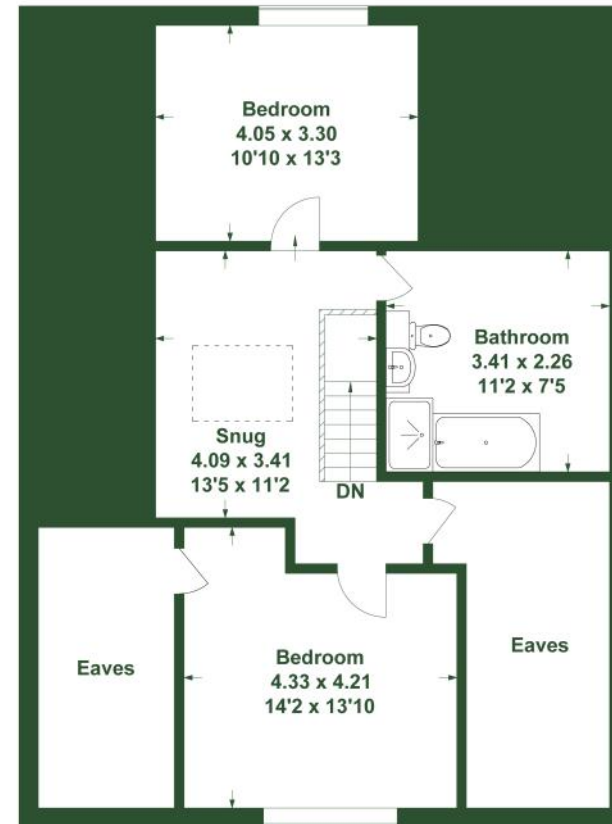 Bedroom
4.05 x 3.30
10'10 x 13'3
Bathroom
3.41 x 2.26
11'2 x 7'5
Snug
4.09 x 3.41
13'5 x 11'2
DN
Eaves
Bedroom
4.33 x 4.21
14'2 x 13'10
Eaves